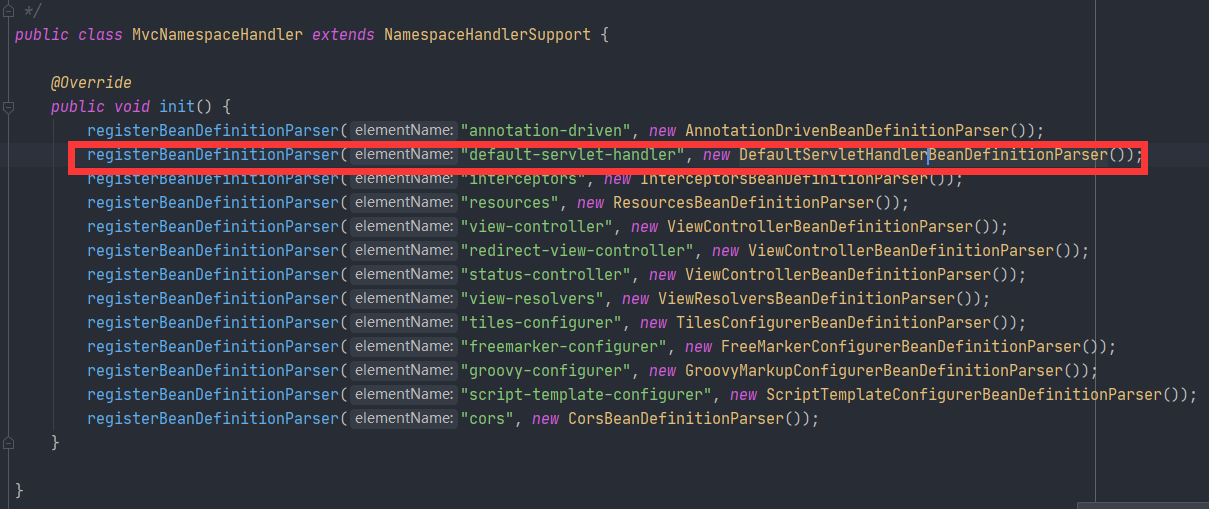 */
public class MvcNamespaceHandler extends NamespaceHandlerSupport {
@Override
public void init() {
registerBeanDefinitionParser( elementName: "annotation-driven", new AnnotationDrivenBeanDefinitionParser());
registerBeanDefinitionParser( elementName: "default-servlet-handler", new DefaultServletHandlerBeanDefinitionParser());
registerBeanDefinitionParser( elementName: "interceptors", new InterceptorsBeanDefinitionParser());
registerBeanDefinitionParser( elementName: "resources", new ResourcesBeanDefinitionParser());
registerBeanDefinitionParser( elementName: "view-controller", new ViewControllerBeanDefinitionParser());
registerBeanDefinitionParser( elementName: "redirect-view-controller", new ViewControllerBeanDefinitionParser());
registerBeanDefinitionParser( elementName: "status-controller", new ViewControllerBeanDefinitionParser());
registerBeanDefinitionParser( elementName: "view-resolvers", new ViewResolversBeanDefinitionParser());
registerBeanDefinitionParser( elementName: "tiles-configurer", new TilesConfigurerBeanDefinitionParser());
registerBeanDefinitionParser( elementName: "freemarker-configurer", new FreeMarkerConfigurerBeanDefinitionParser());
registerBeanDefinitionParser( elementName: "groovy-configurer", new GroovyMarkupConfigurerBeanDefinitionParser());
registerBeanDefinitionParser( elementName: "script-template-configurer", new ScriptTemplateConfigurerBeanDefinitionParser());
registerBeanDefinitionParser( elementName: "cors", new CorsBeanDefinitionParser());
}
}